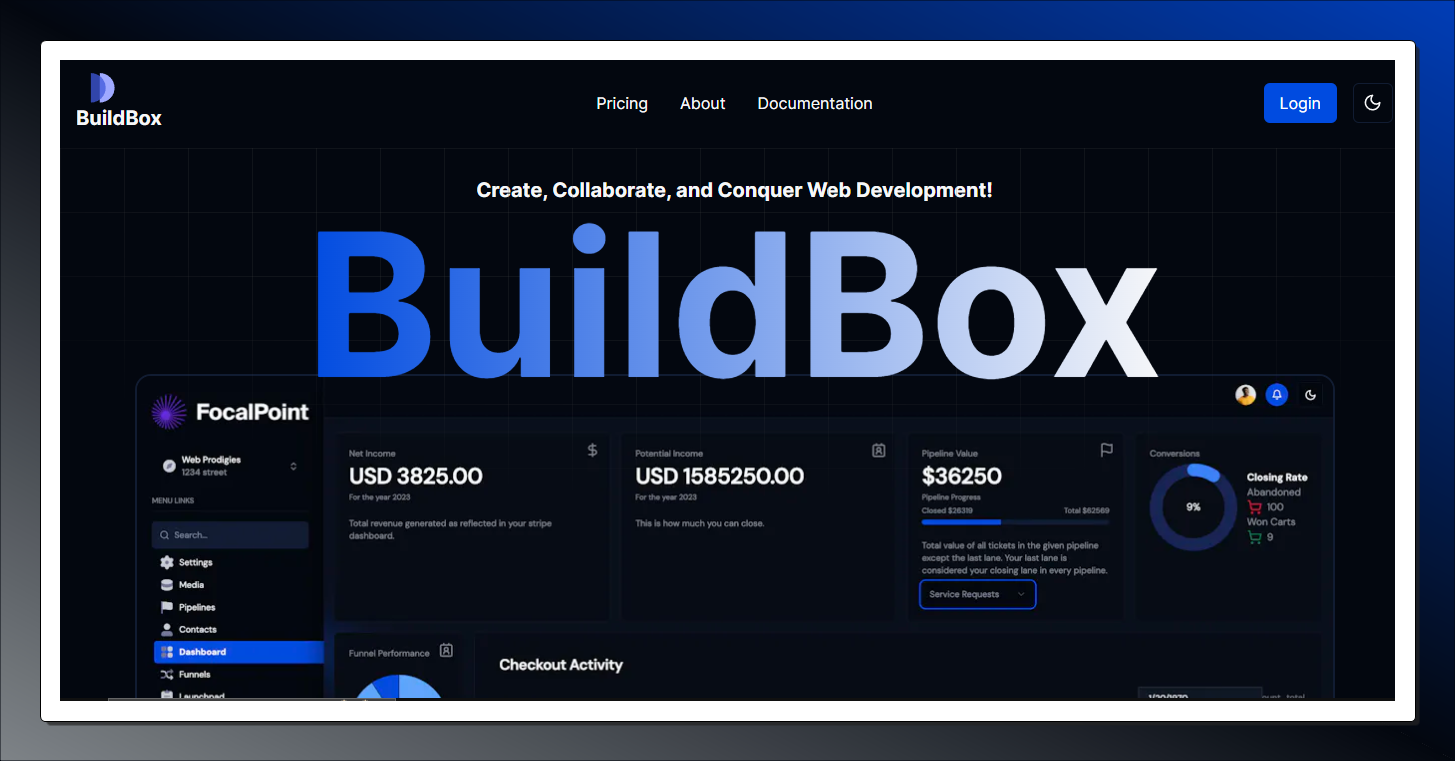 BuildBox
Pricing
About
Documentation
Login
Create, Collaborate, and Conquer Web Development!
BuildBox
FocalPoint
Web Prodigies
1234 street
MENU LINKS
Search...
Settings
Media
Pipelines
Contacts
Dashboard
Funnels
Launchpad
Net Income
USD 3825.00
For the year 2023
Total revenue generated as reflected in your stripe
dashboard.
Potential Income
USD 1585250.00
For the year 2023
This is how much you can close.
Pipeline Value
$36250
Pipeline Progress
Closed $26319
Total $62569
Total value of all tickets in the given pipeline
except the last lane. Your last lane is
considered your closing lane in every pipeline.
Service Requests
Conversions
9%
Closing Rate
Abandoned
100
Won Carts
9
Funnel Performance
Checkout Activity
1/20/1970